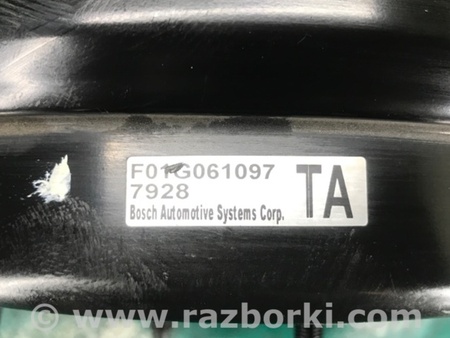 F01G061097
7928
Bosch Automotive Systems Corp.
TA
© www.razborki.com